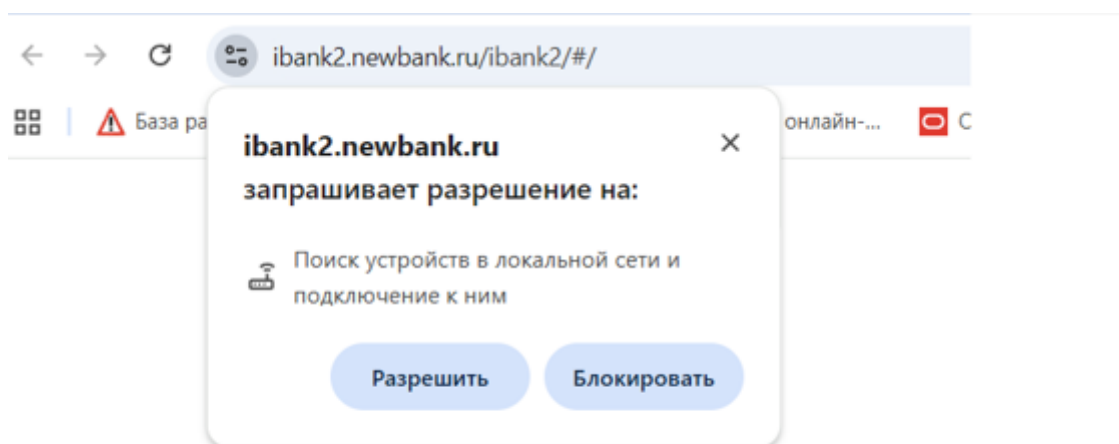 ibank2.newbank.ru/ibank2/#/
База ра
онлайн-...
С
ibank2.newbank.ru
запрашивает разрешение на:
Поиск устройств в локальной сети и
подключение к ним
Разрешить
Блокировать